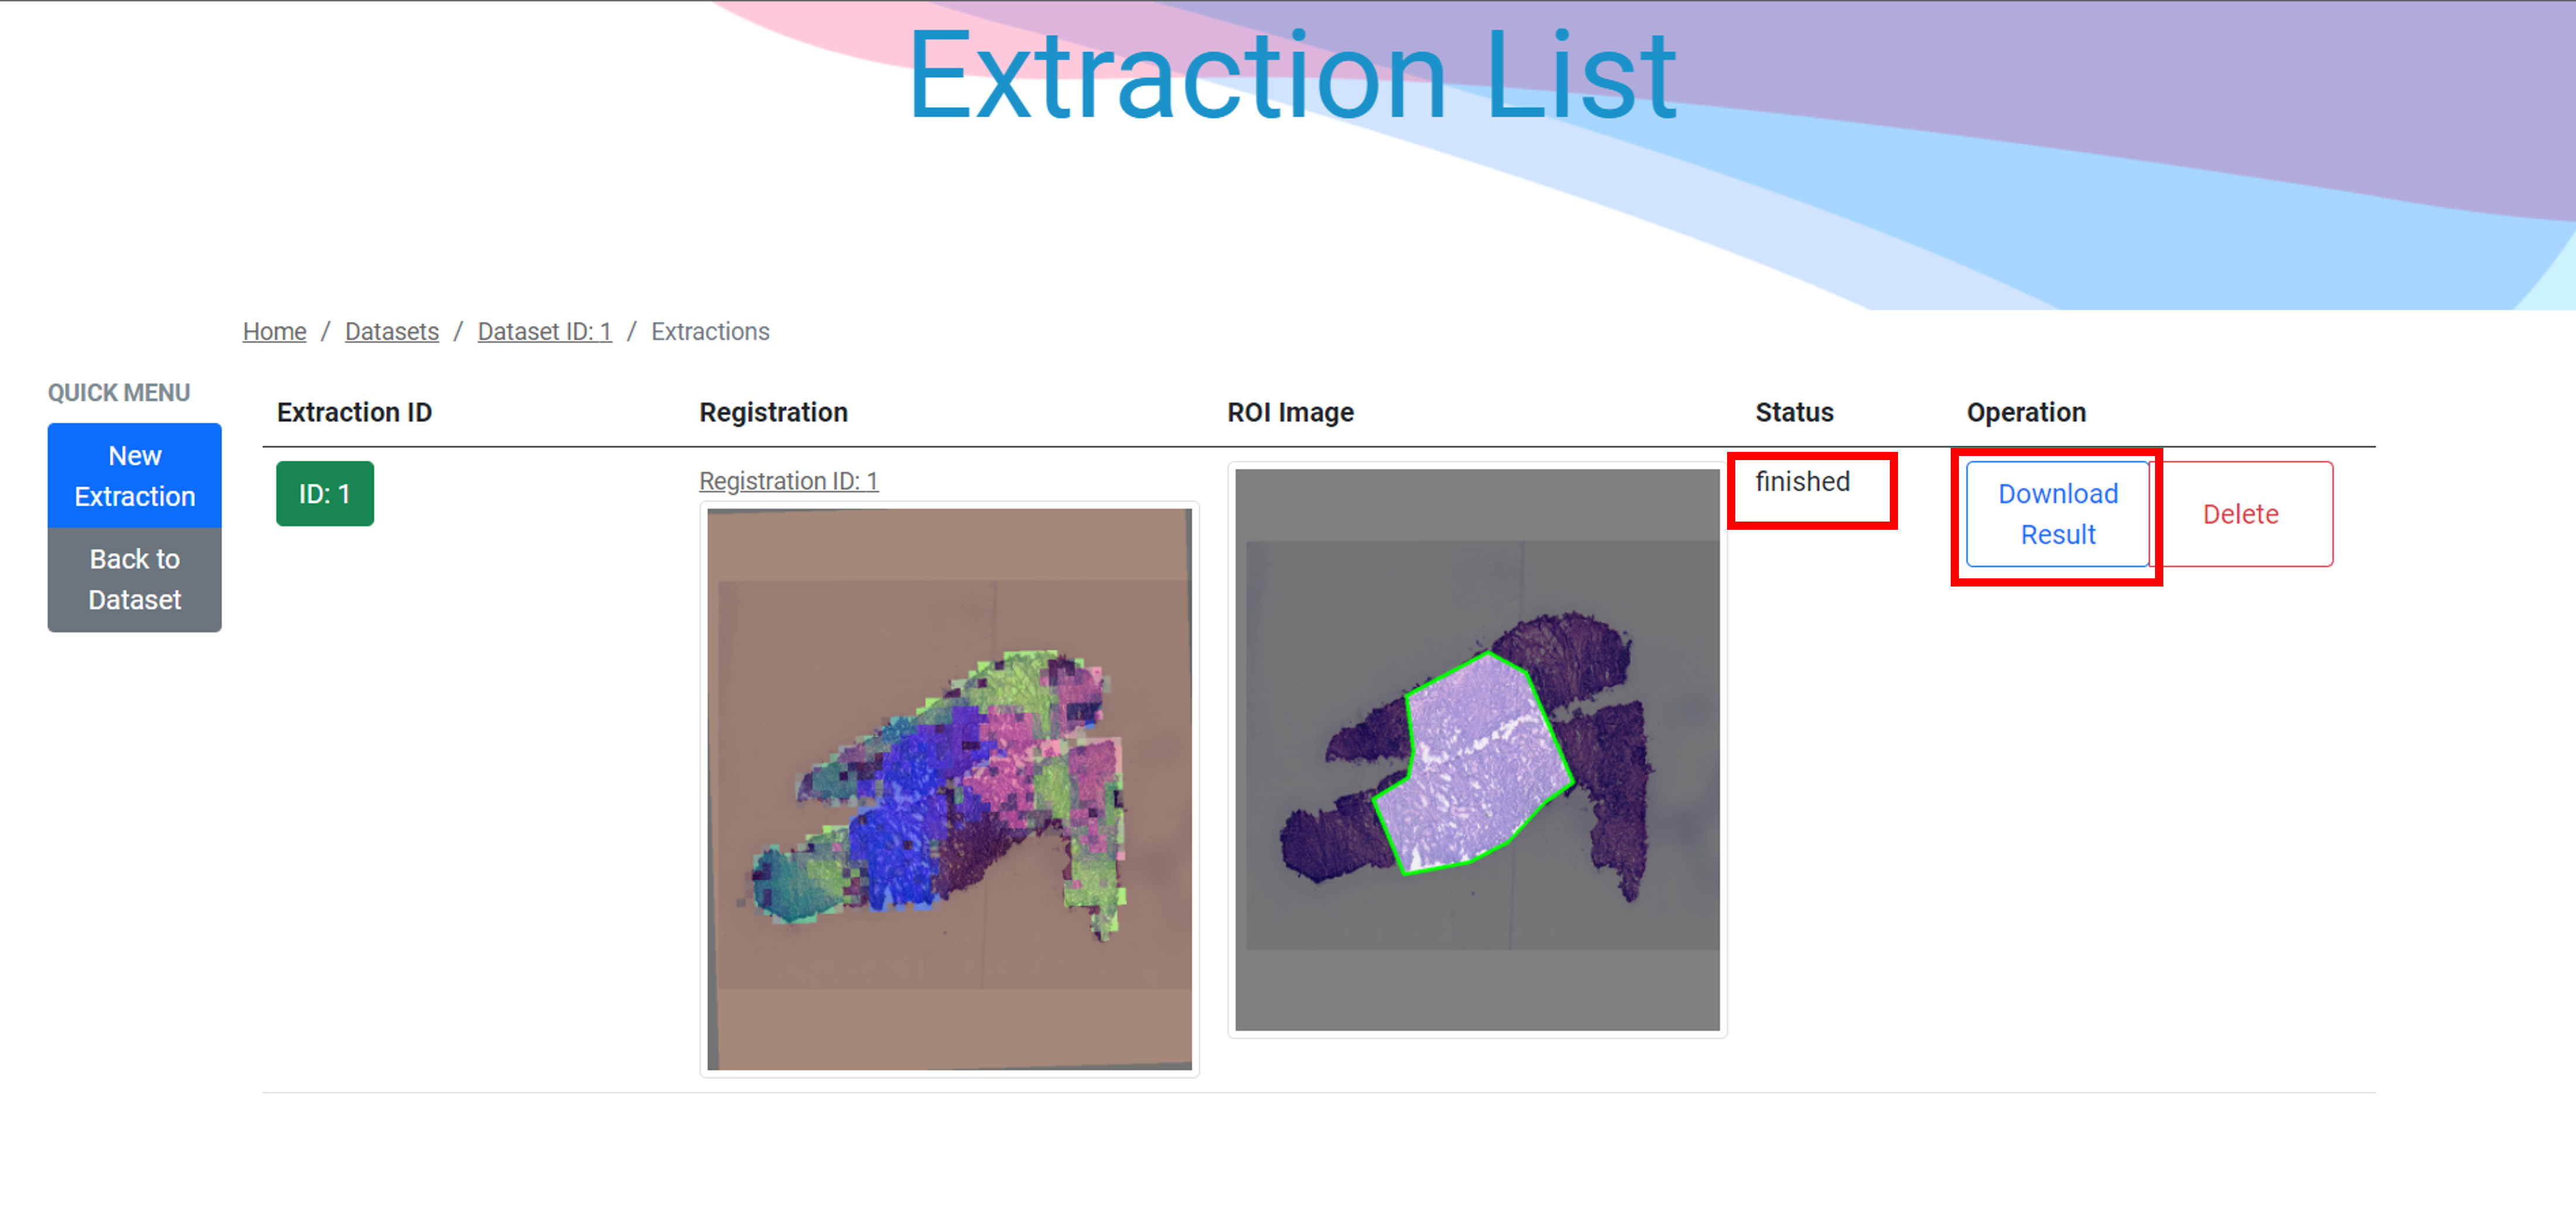 Extraction List
Home / Datasets / Dataset ID: 1 / Extractions
QUICK MENU
New
Extraction
Back to
Dataset
Extraction ID
Registration
ROI Image
Status
Operation
ID: 1
Registration ID: 1
finished
Download
Result
Delete